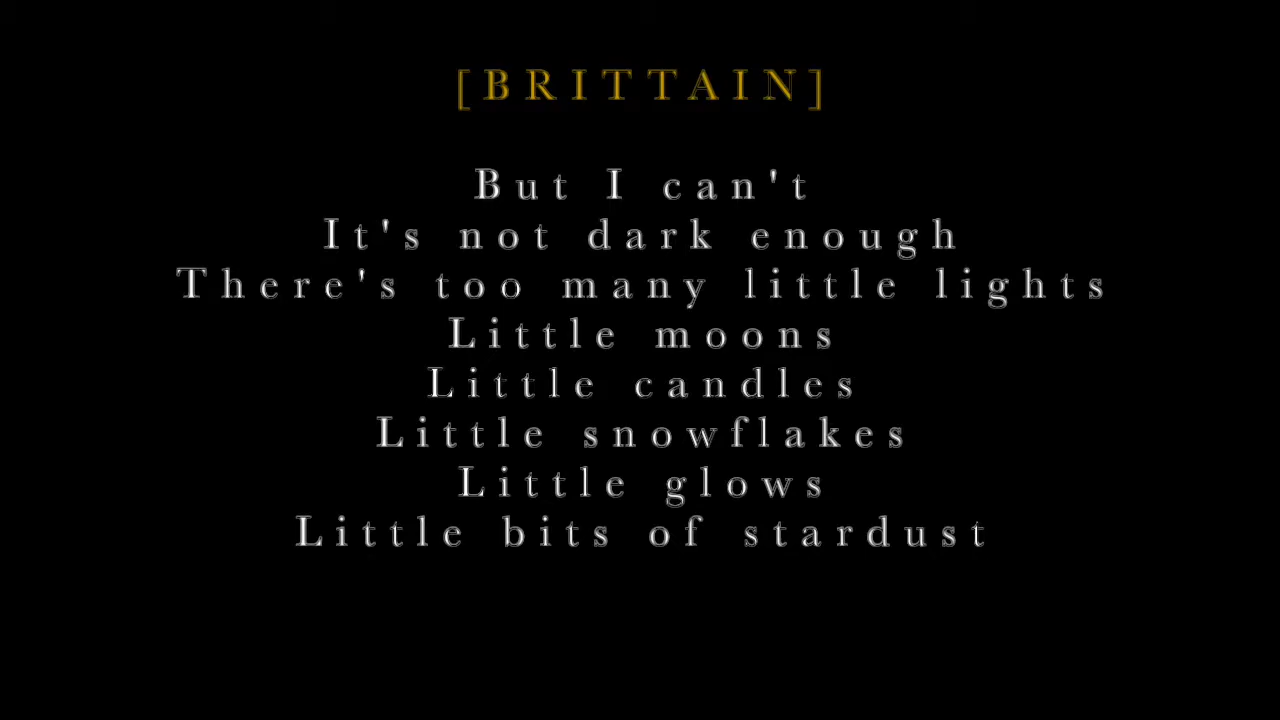 [BRITTAIN]
But I can't
It's not dark enough
There's too many little lights
Little moons
Little candles
Little snowflakes
Little glows
Little bits of stardust